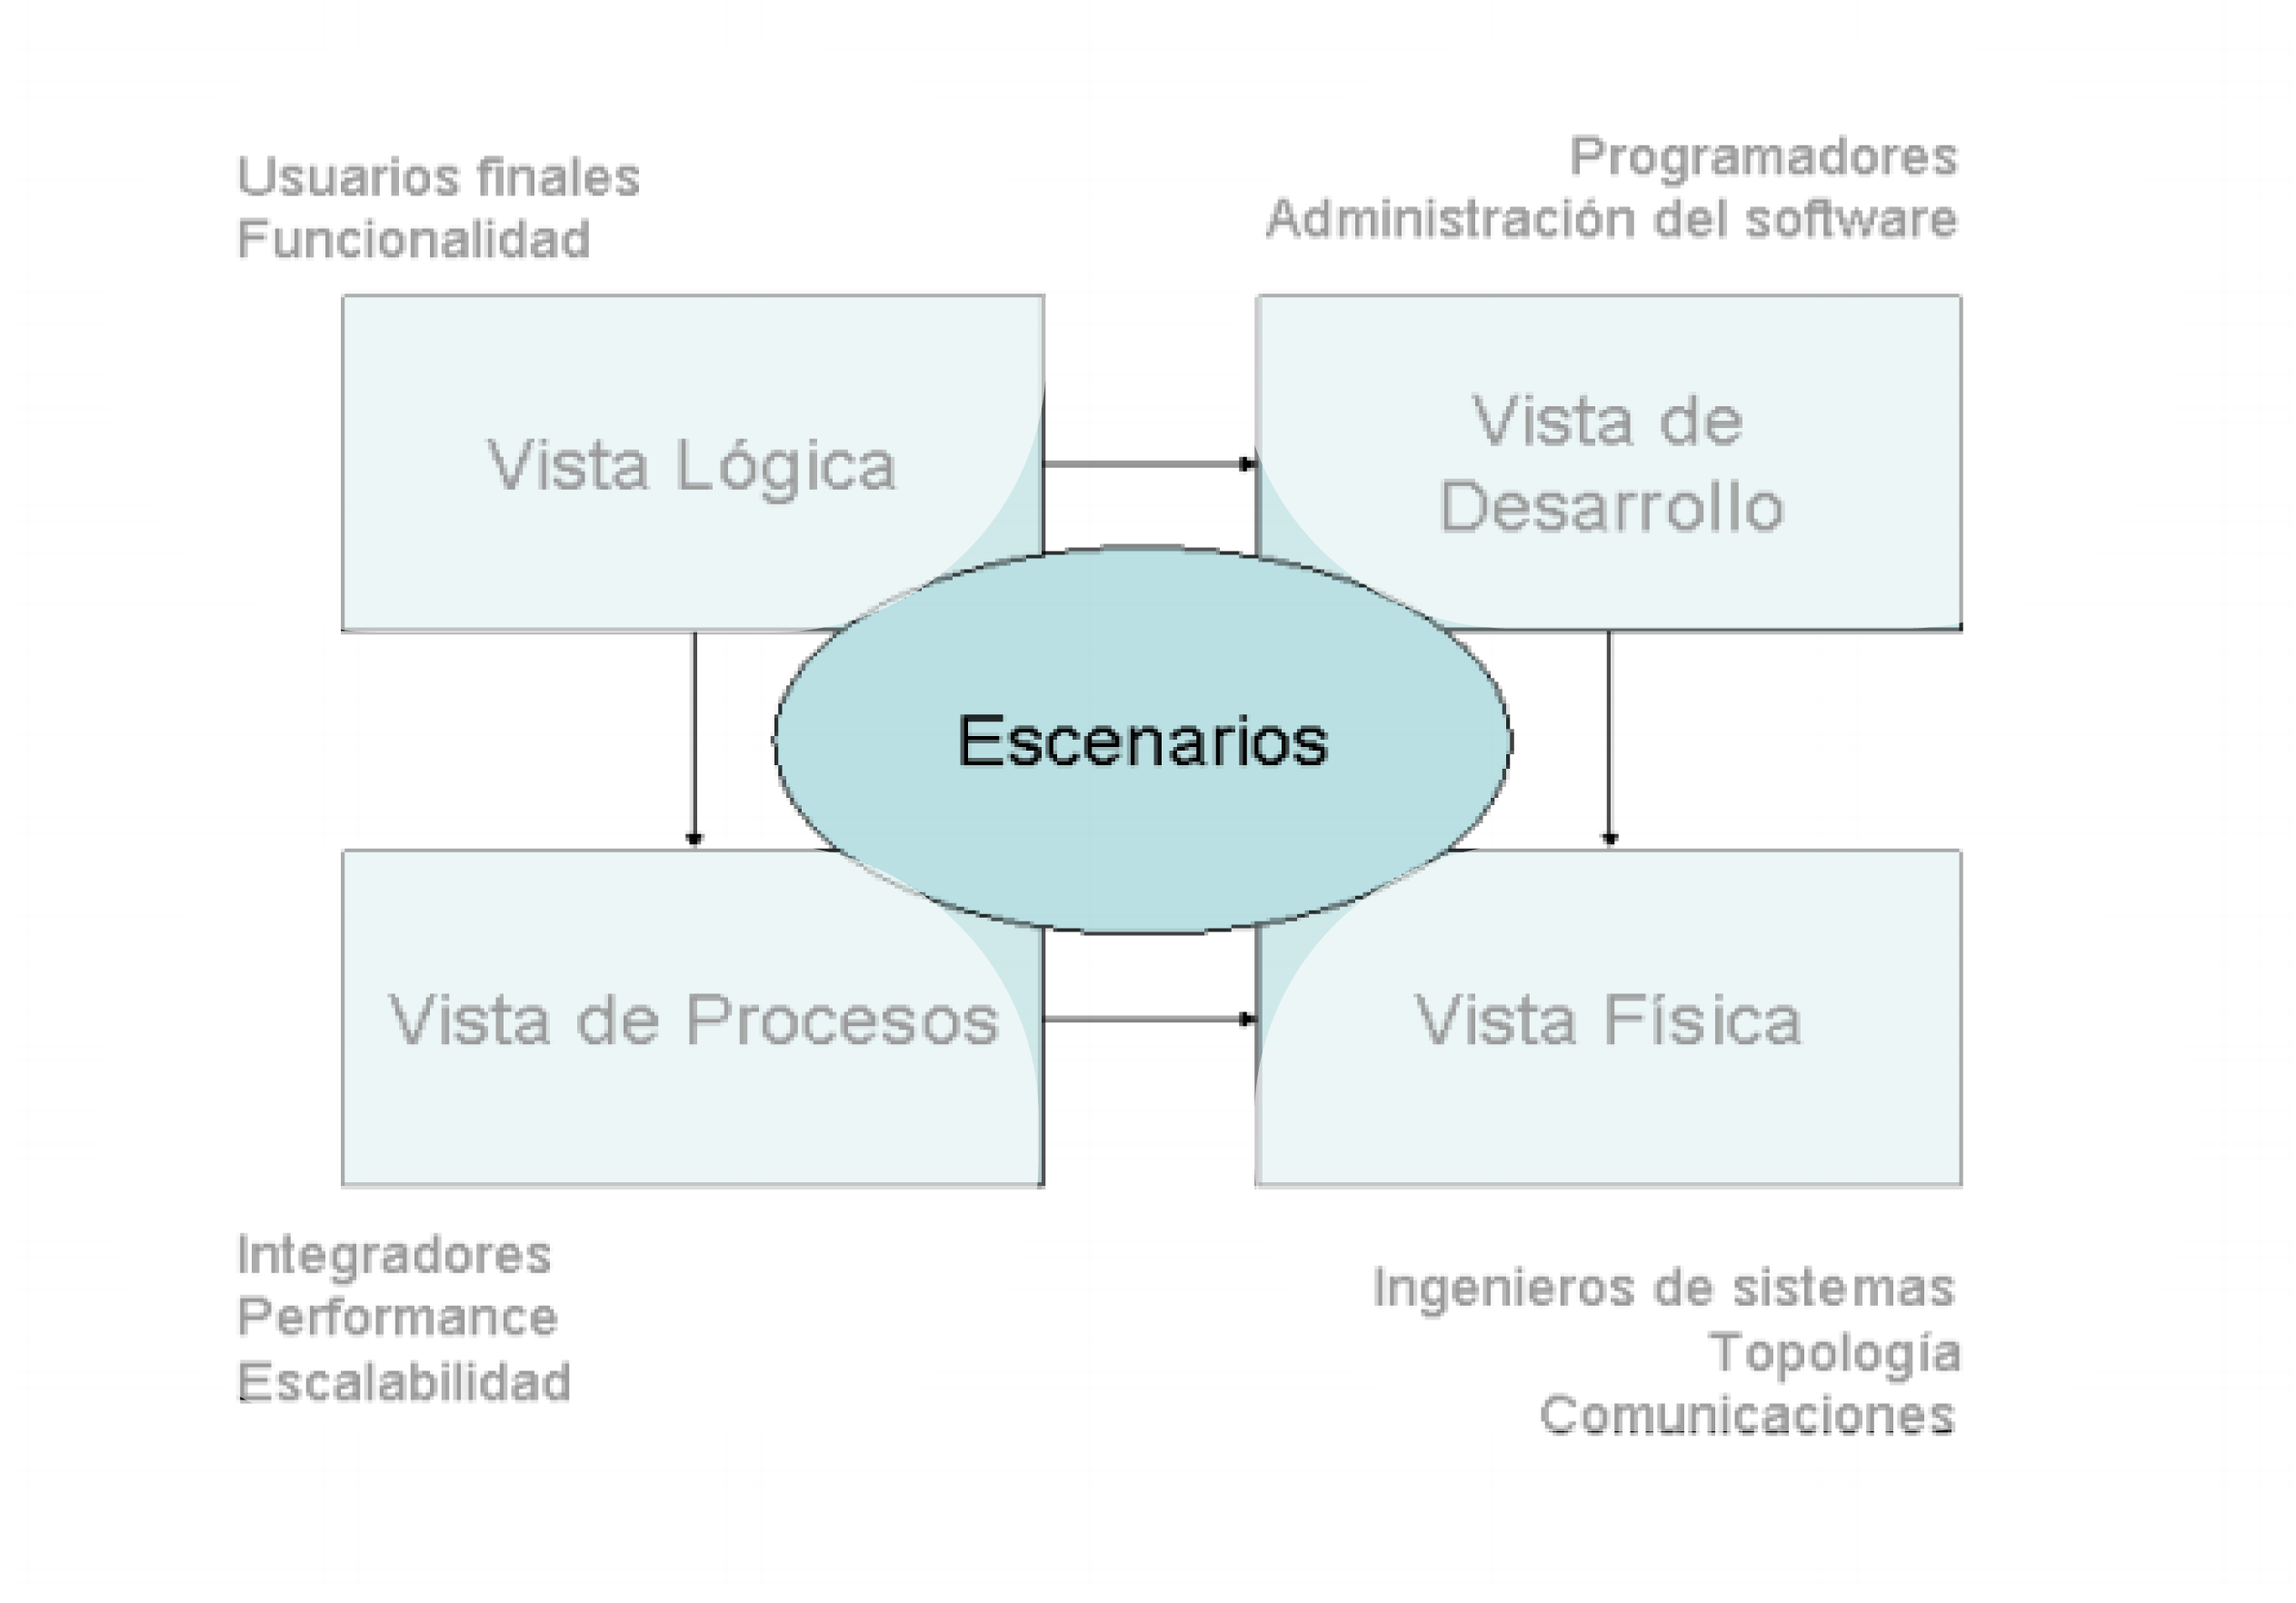 Usuarios finales
Funcionalidad
Programadores
Administración del software
Vista Lógica
Vista de
Desarrollo
Escenarios
Vista de Procesos
Vista Física
Integradores
Performance
Escalabilidad
Ingenieros de sistemas
Topología
Comunicaciones